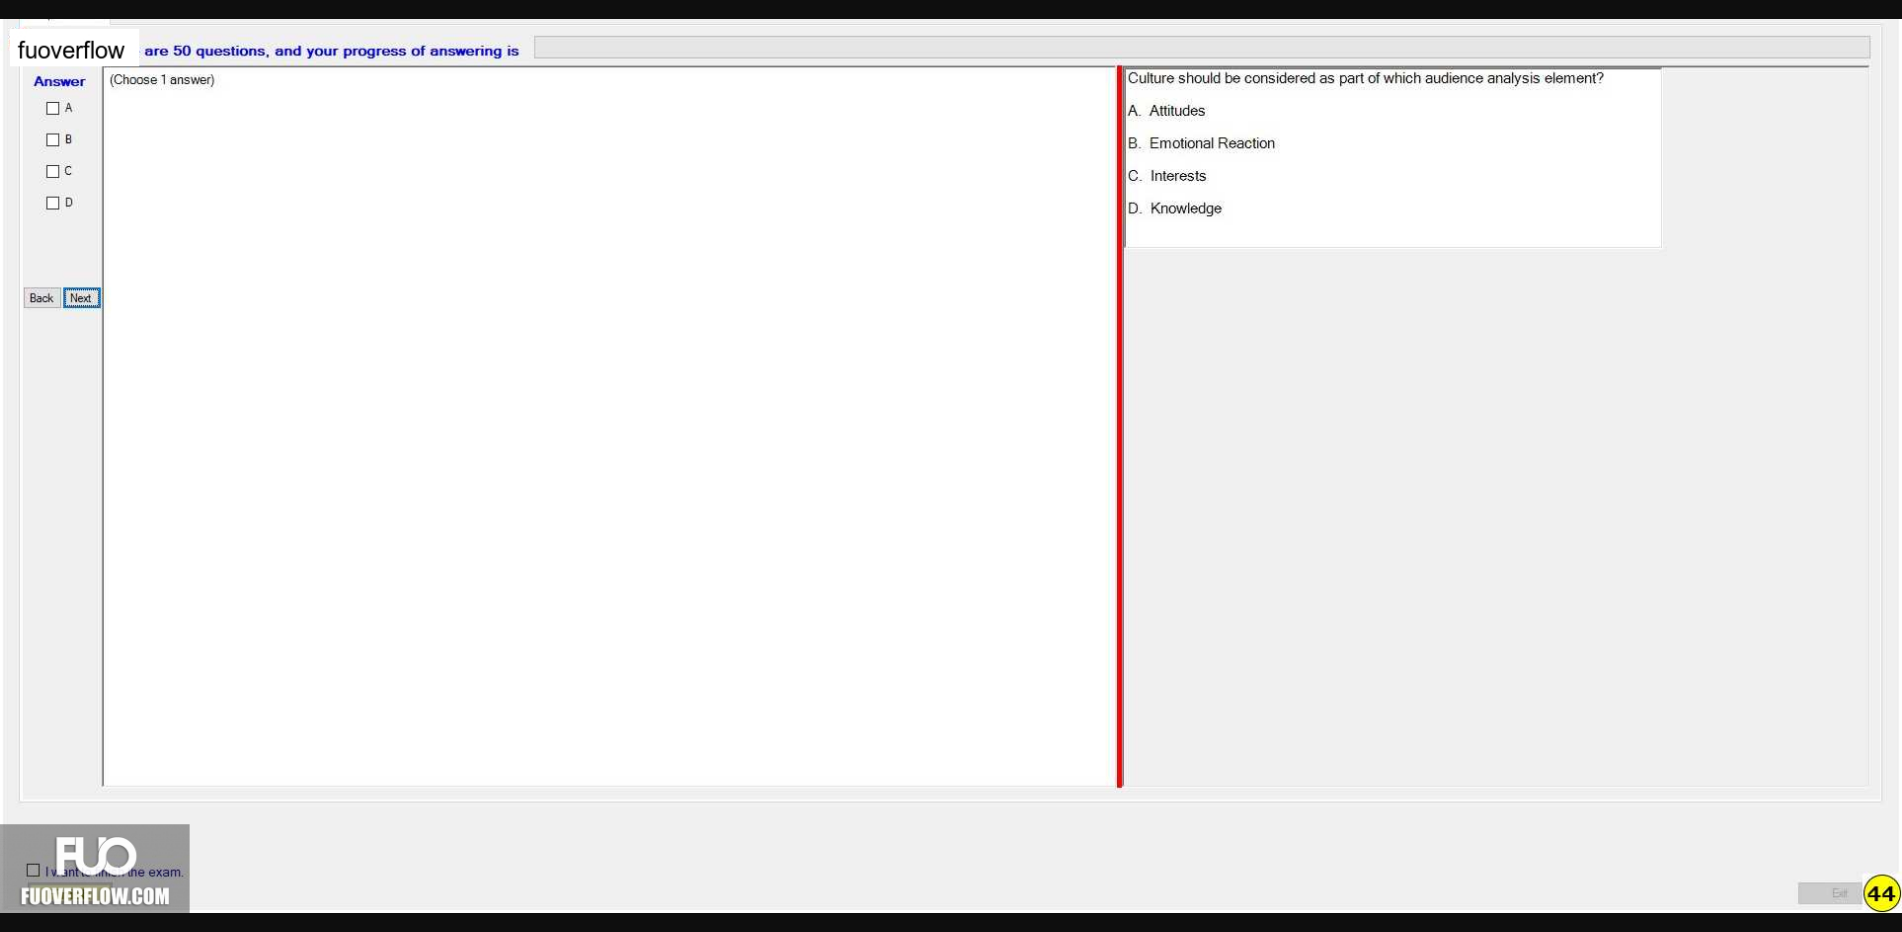 fuoverflow are 50 questions, and your progress of answering is
Answer
(Choose 1 answer)
A
B
C
D
Back Next
Culture should be considered as part of which audience analysis element?
A. Attitudes
B. Emotional Reaction
C. Interests
D. Knowledge
FUO
the exam.
FUOVERFLOW.COM
Exit
44